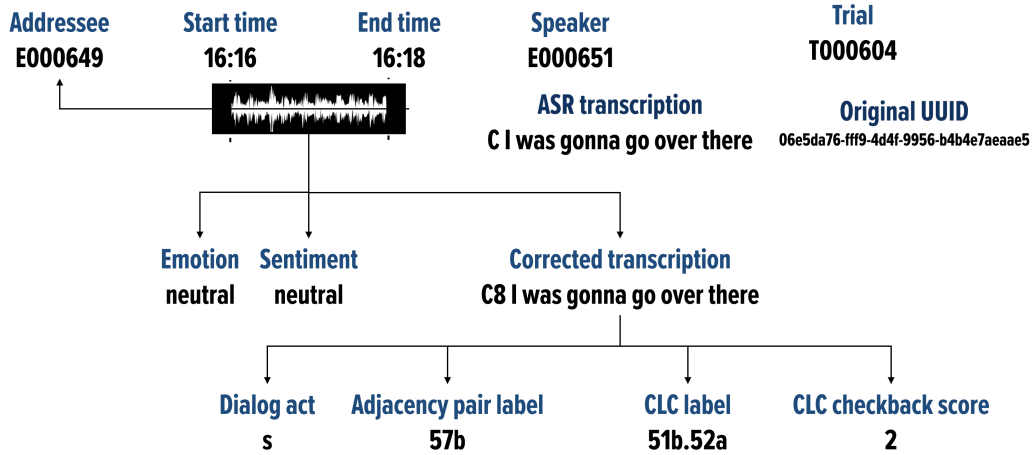 Addressee
E000649
Start time
16:16
End time
16:18
Speaker
E000651
Trial
T000604
ASR transcription
C I was gonna go over there
Original UUID
06e5da76-fff9-4d4f-9956-b4b4e7aeaae5
Emotion
neutral
Sentiment
neutral
Corrected transcription
C8 I was gonna go over there
Dialog act
s
Adjacency pair label
57b
CLC label
51b.52a
CLC checkback score
2